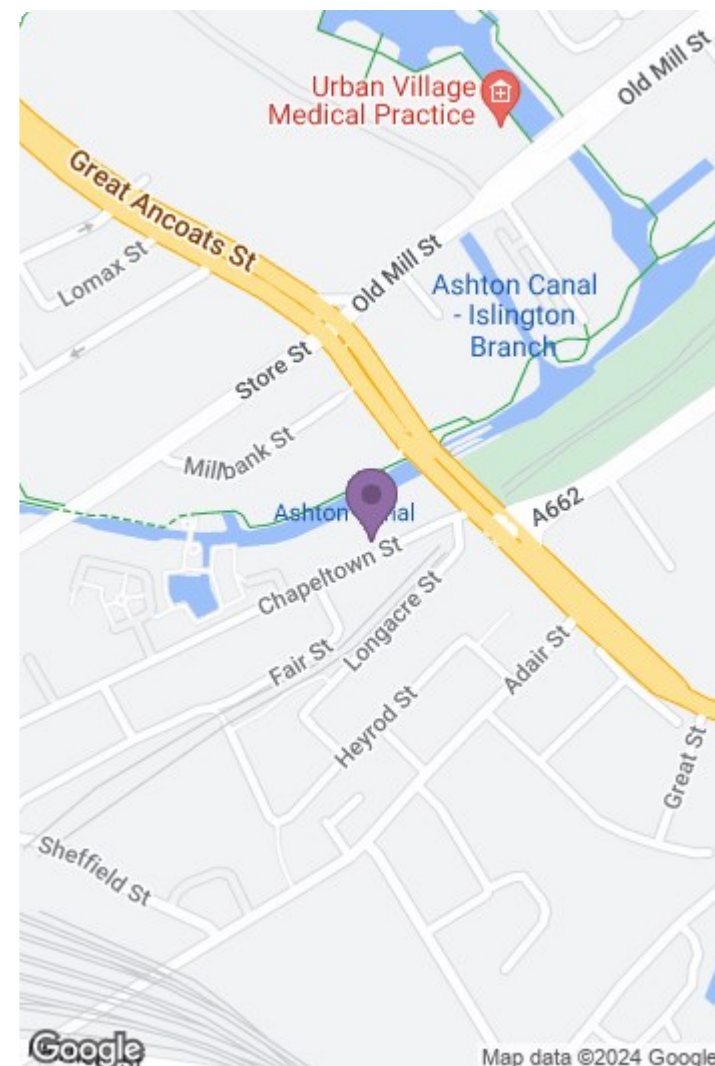 Urban Village
Medical Practice
Old Mill St
Great Ancoats St
Lomax St
Old Mill St
Ashton Canal
- Islington
Branch
Store St
Millbank St
A662
Chapeltown St
Longacre St
Fair St
Adair St
Heyrod St
Great St
Sheffield St
Google
Map data ©2024 Google